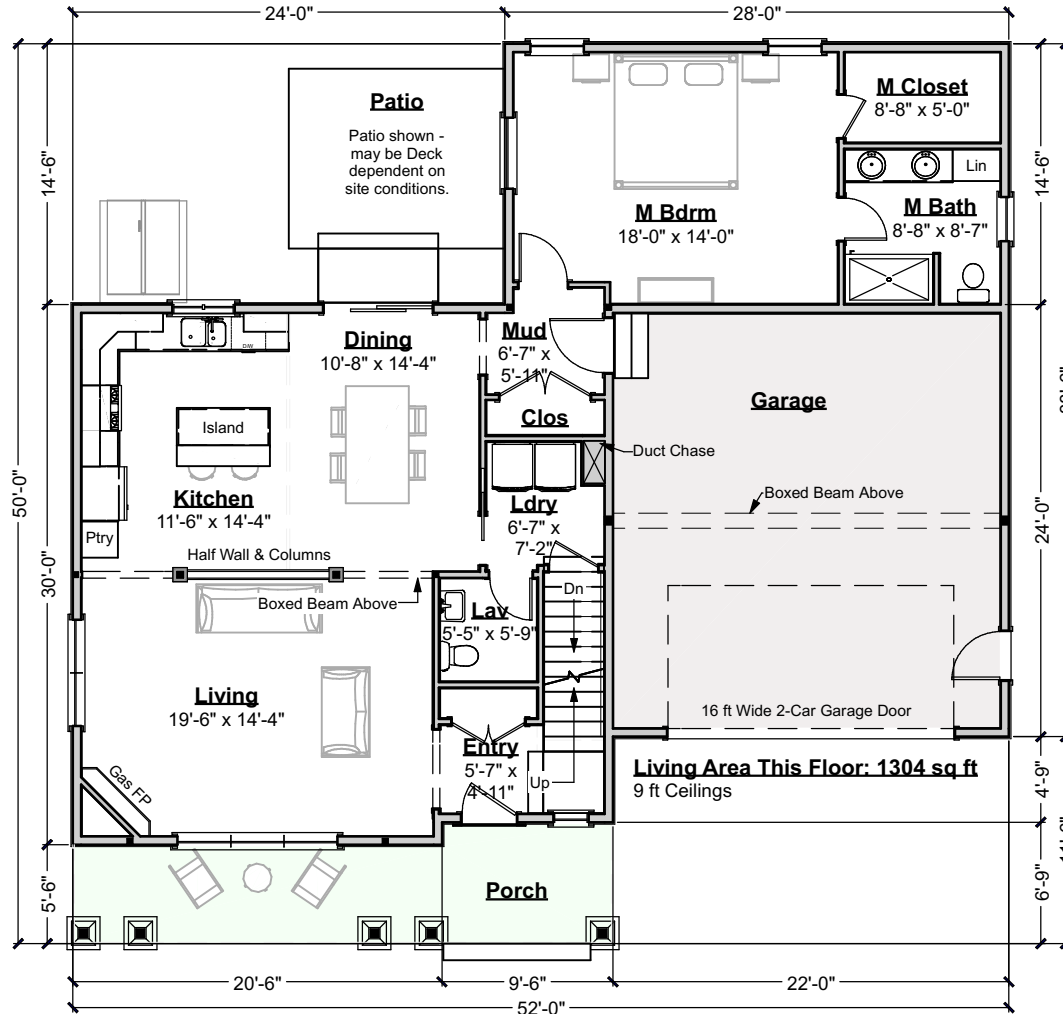 24'-0"
28'-0"
Patio
Patio shown -
may be Deck
dependent on
site conditions.
M Closet
8'-8" x 5'-0"
Lin
M Bdrm
18'-0" x 14'-0"
M Bath
8'-8" x 8'-7"
14'-6"
14'-6"
Dining
10'-8" x 14'-4"
D/W
Mud
6'-7" x
5'-11"
Clos
Garage
Island
Kitchen
11'-6" x 14'-4"
Ptry
Duct Chase
Ldry
6'-7" x
7'-2"
Boxed Beam Above
Half Wall & Columns
Boxed Beam Above
Dn
Lav
5'-5" x 5'-9"
50'-0"
30'-0"
24'-0"
Living
19'-6" x 14'-4"
16 ft Wide 2-Car Garage Door
Entry
5'-7" x
4'-11"
Up
Gas FP
Living Area This Floor: 1304 sq ft
9 ft Ceilings
4'-9"
5'-6"
6'-9"
Porch
20'-6"
9'-6"
22'-0"
52'-0"